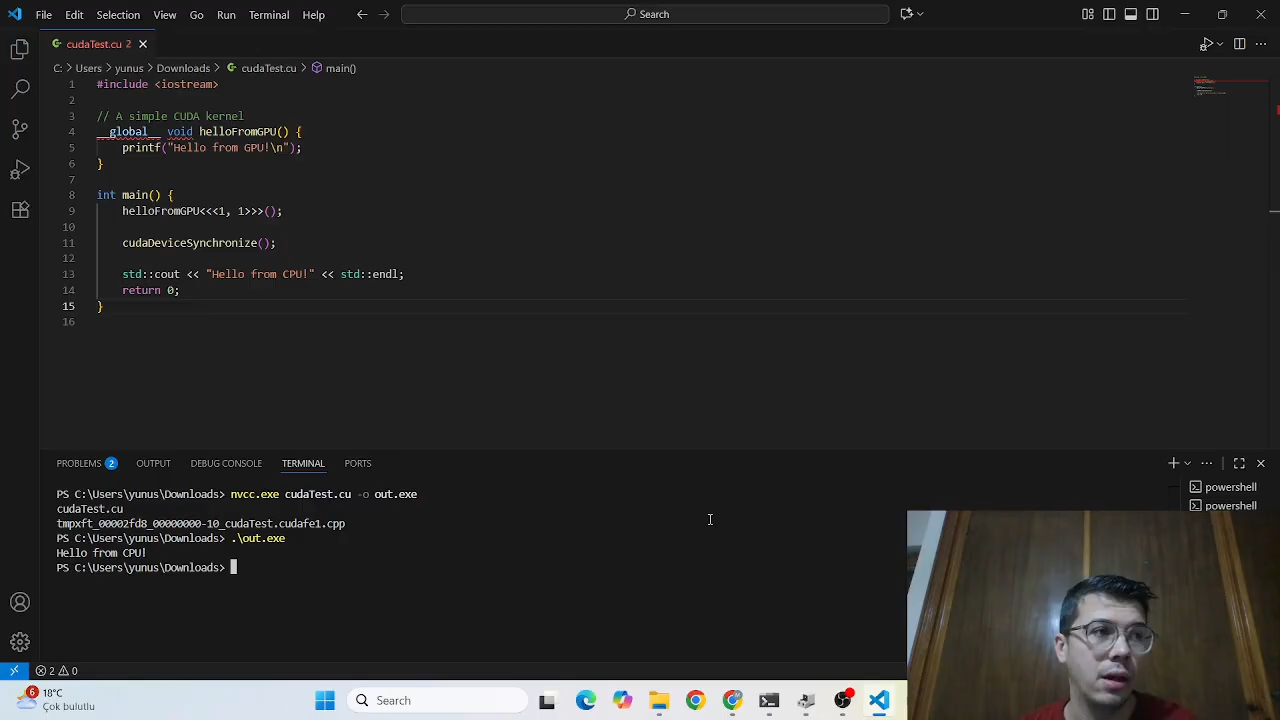 File Edit Selection View Go Run Terminal Help
Search
cudaTest.cu 2
C: > Users > yunus > Downloads > cudaTest.cu > main()
1 #include <iostream>
2
3 // A simple CUDA kernel
4 __global__ void helloFromGPU() {
5 printf("Hello from GPU!\n");
6 }
7
8 int main() {
9 helloFromGPU<<<1, 1>>>();
10
11 cudaDeviceSynchronize();
12
13 std::cout << "Hello from CPU!" << std::endl;
14 return 0;
15 }
16
PROBLEMS 2 OUTPUT DEBUG CONSOLE TERMINAL PORTS
PS C:\Users\yunus\Downloads> nvcc.exe cudaTest.cu -o out.exe
cudaTest.cu
tmpxft_00002fd8_00000000-10_cudaTest.cudafe1.cpp
PS C:\Users\yunus\Downloads> .\out.exe
Hello from CPU!
PS C:\Users\yunus\Downloads>
powershell
powershell
2 0
6
18°C
Çok bulutlu
Search